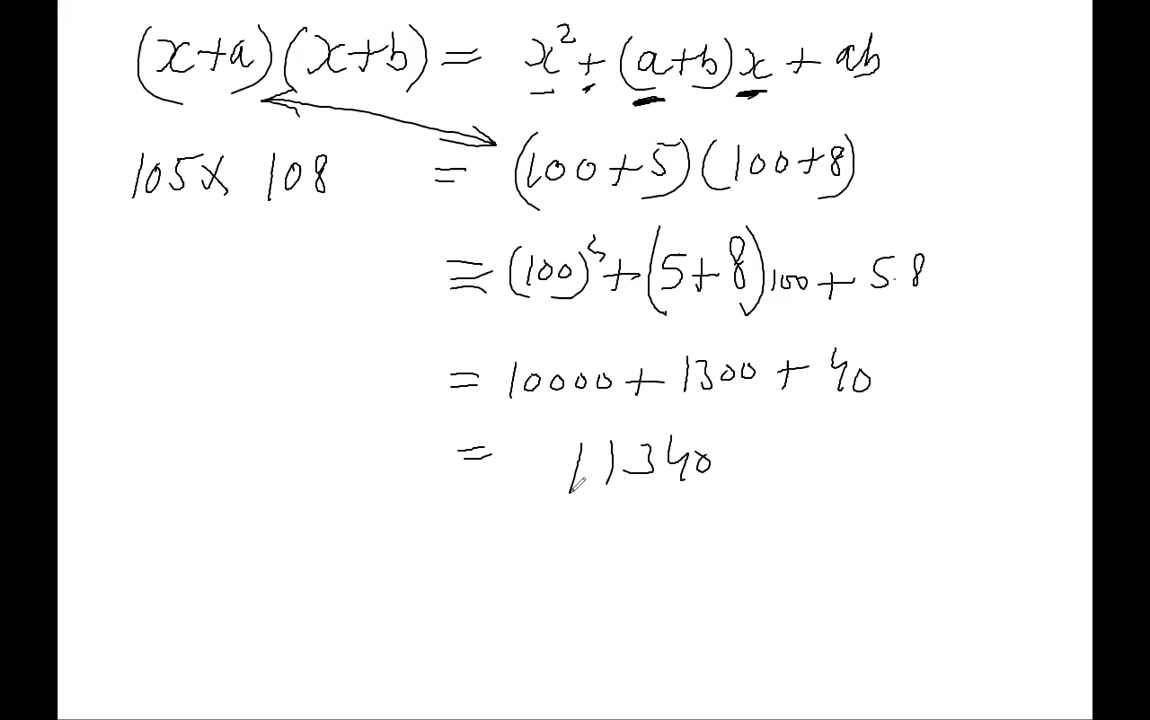 (x+a)(x+b) = x² + (a+b)x + ab
105 x 108 = (100+5)(100+8)
= (100)² + (5+8)100 + 5.8
= 10000 + 1300 + 40
= 11340